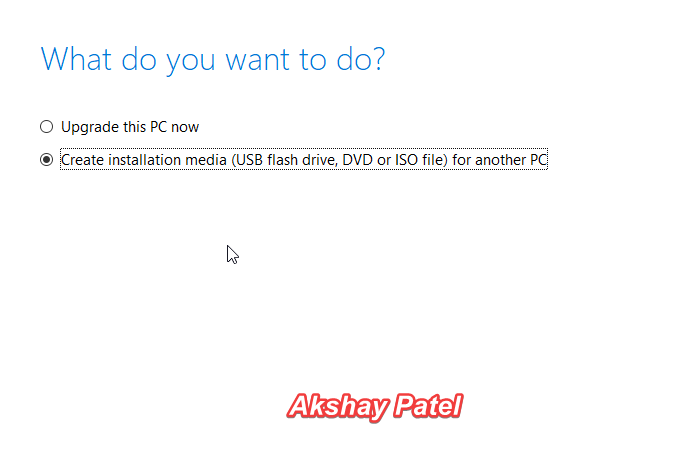 What do you want to do?
Upgrade this PC now
Create installation media (USB flash drive, DVD or ISO file) for another PC
Akshay Patel